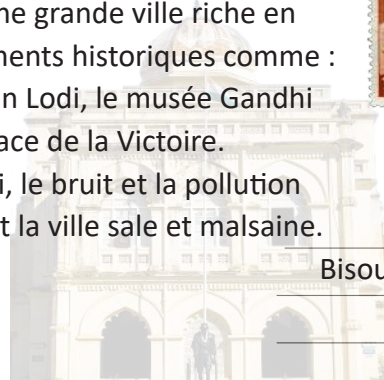 ne grande ville riche en
ments historiques comme :
n Lodi, le musée Gandhi
ace de la Victoire.
i, le bruit et la pollution
t la ville sale et malsaine.
Bisou